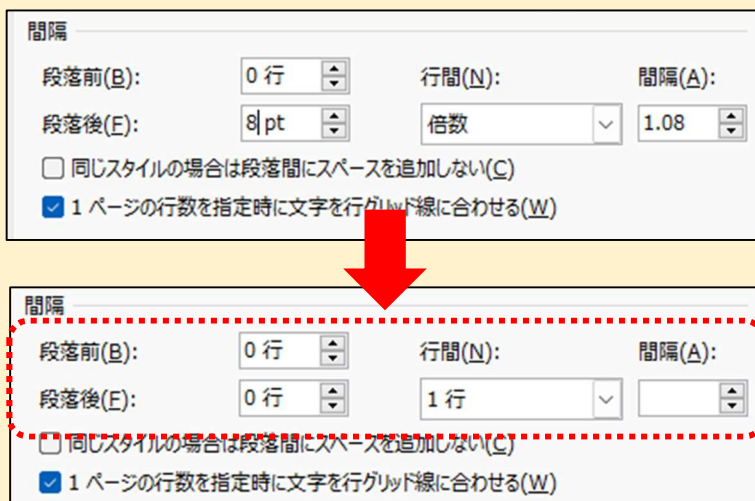 間隔
段落前(B): 0 行 行間(N): 間隔(A):
段落後(F): 8 pt 倍数 1.08
同じスタイルの場合は段落間にスペースを追加しない(C)
1 ページの行数を指定時に文字を行グリッド線に合わせる(W)
間隔
段落前(B): 0 行 行間(N): 間隔(A):
段落後(F): 0 行 1 行
同じスタイルの場合は段落間にスペースを追加しない(C)
1 ページの行数を指定時に文字を行グリッド線に合わせる(W)